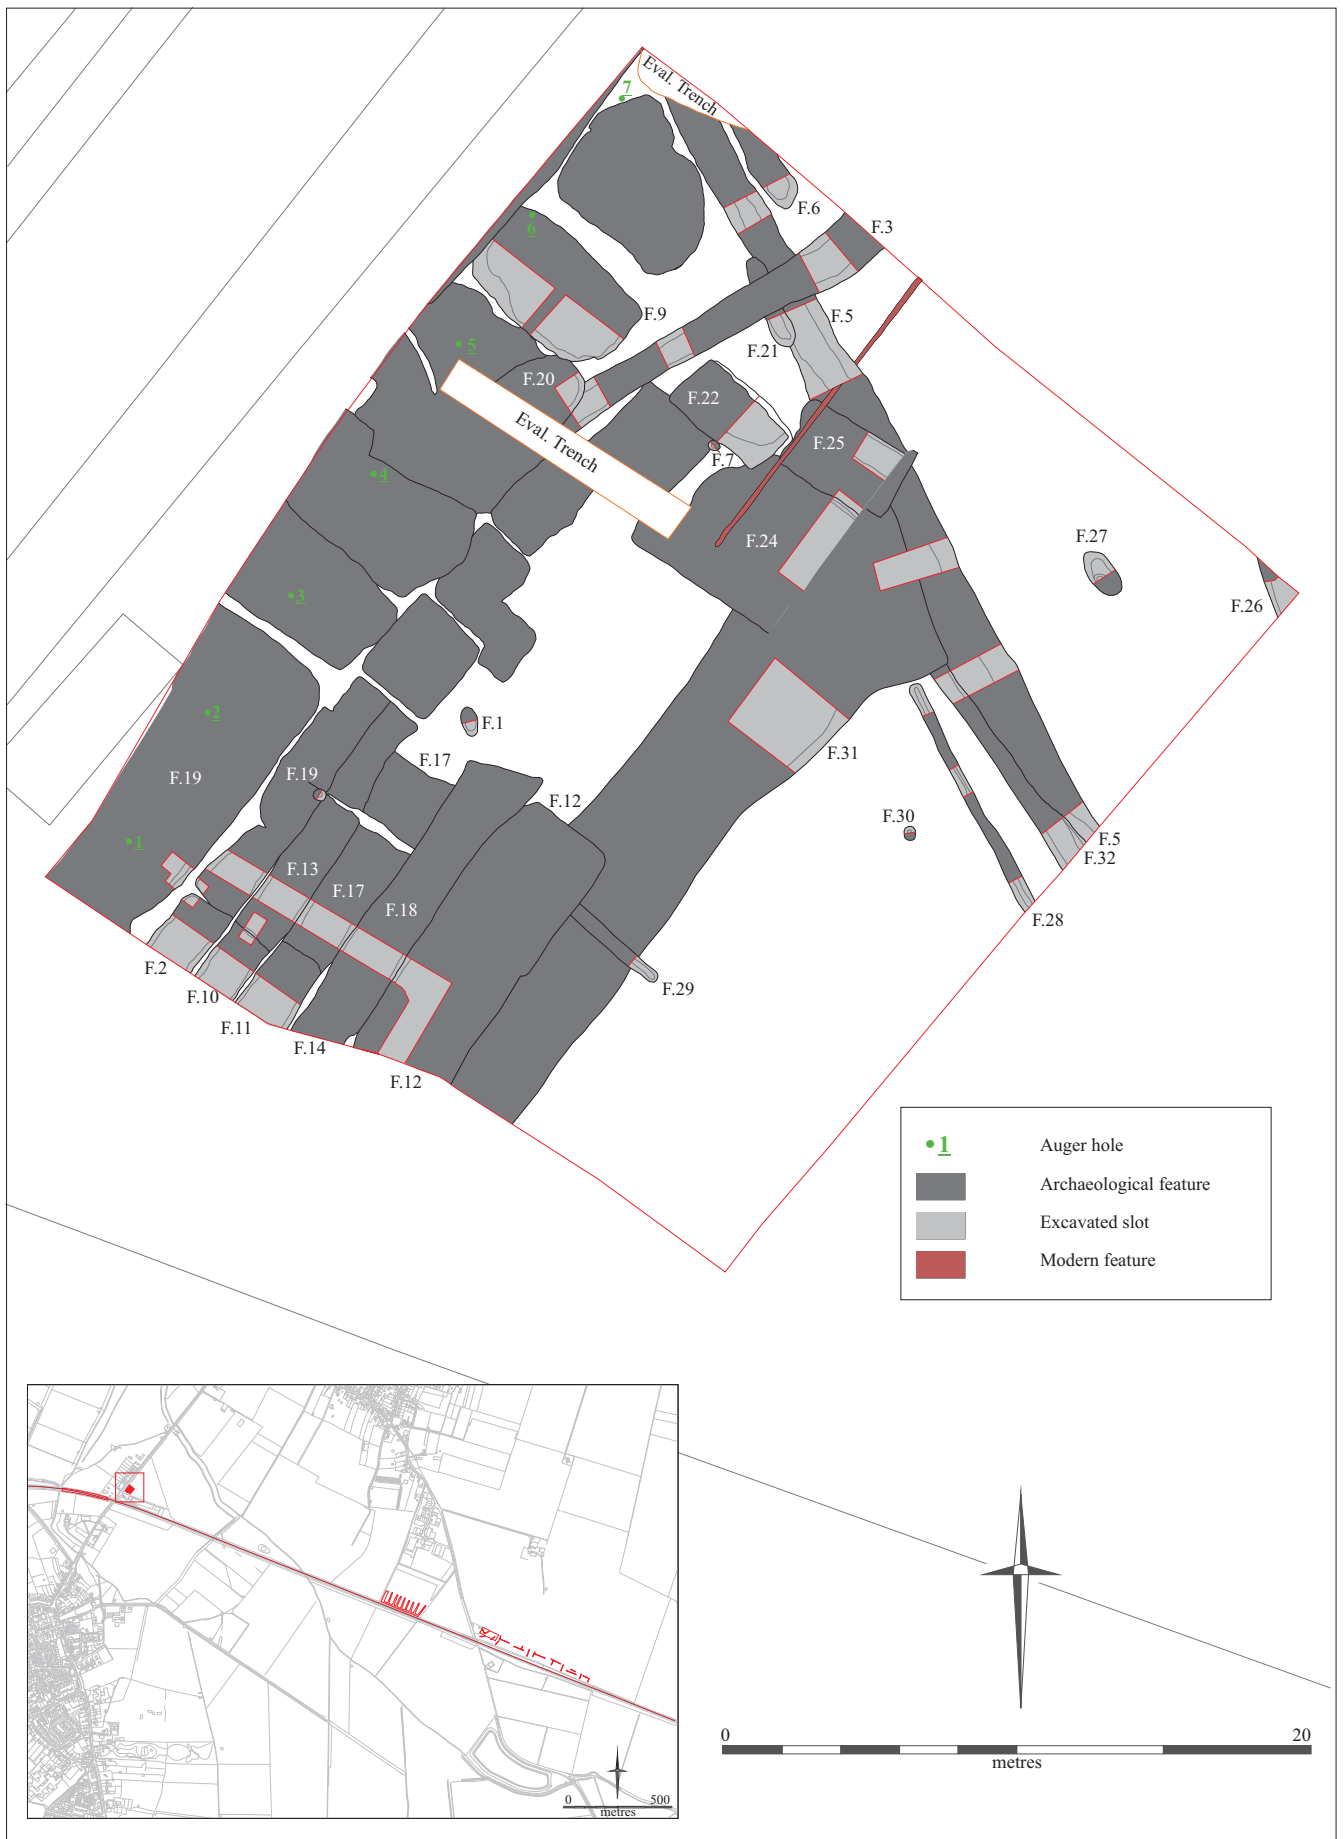 Eval. Trench
7
F.6
6
F.3
F.9
F.5
5
F.21
F.20
F.22
Eval. Trench
F.25
F.7
4
F.24
F.27
3
F.26
2
F.1
F.17
F.31
F.19
F.19
F.12
F.30
1
F.5
F.32
F.13
F.17
F.18
F.28
F.2
F.29
F.10
F.11
F.14
F.12
1 Auger hole
Archaeological feature
Excavated slot
Modern feature
0 20
metres
0 500
metres